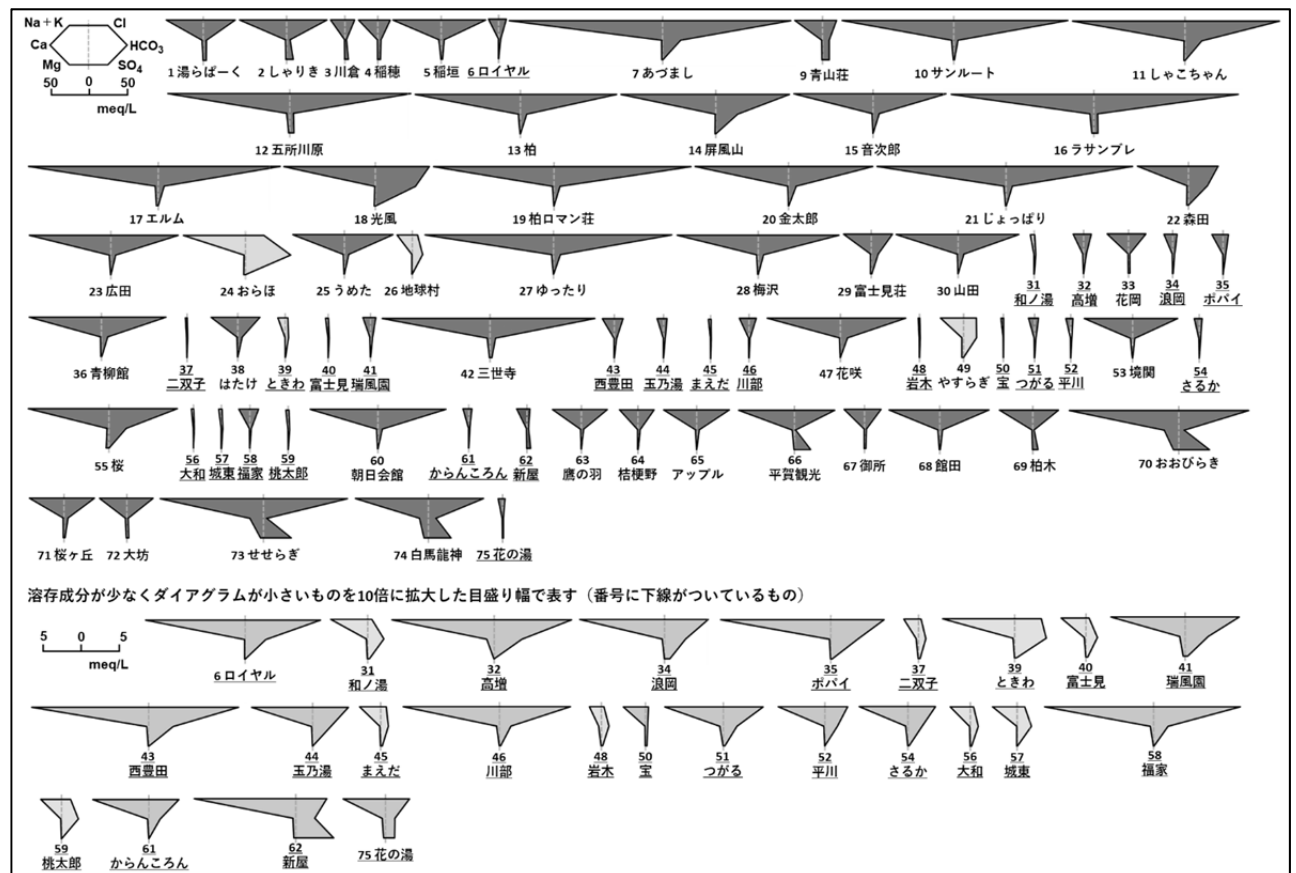 Na＋K Cl
Ca HCO3
Mg SO4
50 0 50
meq/L
1 湯らぱーく 2 しゃりき 3 川倉 4 稲穂 5 稲垣 6 ロイヤル 7 あづまし 9 青山荘 10 サンルート 11 しゃこちゃん
12 五所川原 13 柏 14 屏風山 15 音次郎 16 ラサンブレ
17 エルム 18 光風 19 柏ロマン荘 20 金太郎 21 じょっぱり 22 森田
23 広田 24 おらほ 25 うめた 26 地球村 27 ゆったり 28 梅沢 29 富士見荘 30 山田 31 和ノ湯 32 高増 33 花岡 34 浪岡 35 ポパイ
36 青柳館 37 二双子 38 はたけ 39 ときわ 40 富士見 41 瑞風園 42 三世寺 43 西豊田 44 玉乃湯 45 まえだ 46 川部 47 花咲 48 岩木 49 やすらぎ 50 宝 51 つがる 52 平川 53 境関 54 さるか
55 桜 56 大和 57 城東 58 福家 59 桃太郎 60 朝日会館 61 からんころん 62 新屋 63 鷹の羽 64 桔梗野 65 アップル 66 平賀観光 67 御所 68 館田 69 柏木 70 おおびらき
71 桜ヶ丘 72 大坊 73 せせらぎ 74 白馬龍神 75 花の湯
溶存成分が少なくダイアグラムが小さいものを10倍に拡大した目盛り幅で表す（番号に下線がついているもの）
5 0 5
meq/L
6 ロイヤル 31 和ノ湯 32 高増 34 浪岡 35 ポパイ 37 二双子 39 ときわ 40 富士見 41 瑞風園
43 西豊田 44 玉乃湯 45 まえだ 46 川部 48 岩木 50 宝 51 つがる 52 平川 54 さるか 56 大和 57 城東 58 福家
59 桃太郎 61 からんころん 62 新屋 75 花の湯